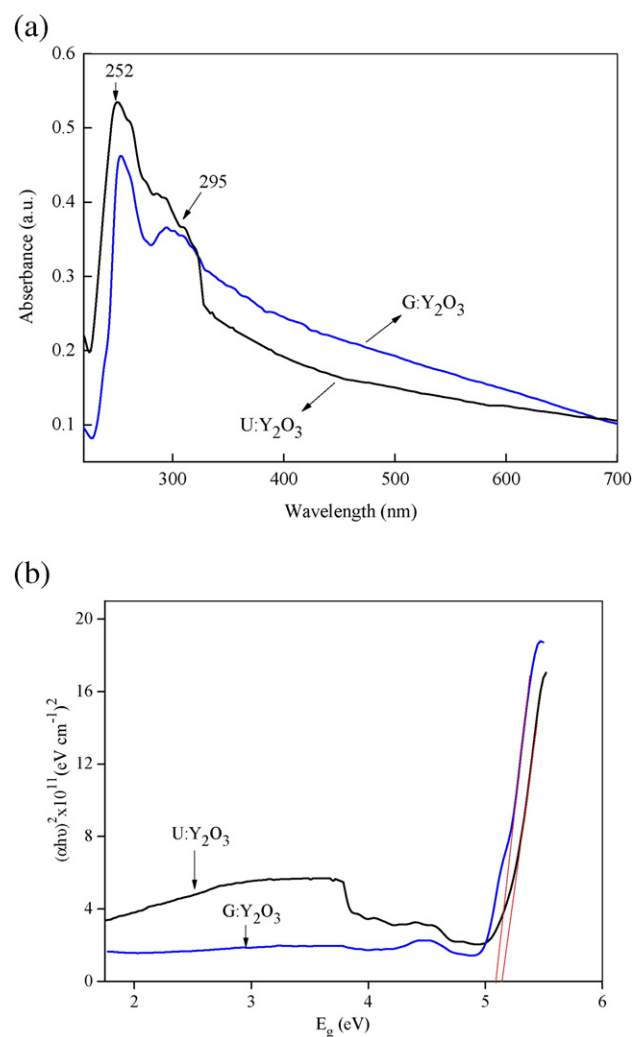 (a)
0.6
0.5
0.4
0.3
0.2
0.1
Absorbance (a.u.)
252
295
G:Y₂O₃
U:Y₂O₃
300 400 500 600 700
Wavelength (nm)
(b)
20
16
12
8
4
0
(αhυ)²x10¹¹(eV cm⁻¹)²
U:Y₂O₃
G:Y₂O₃
2 3 4 5 6
E_g (eV)